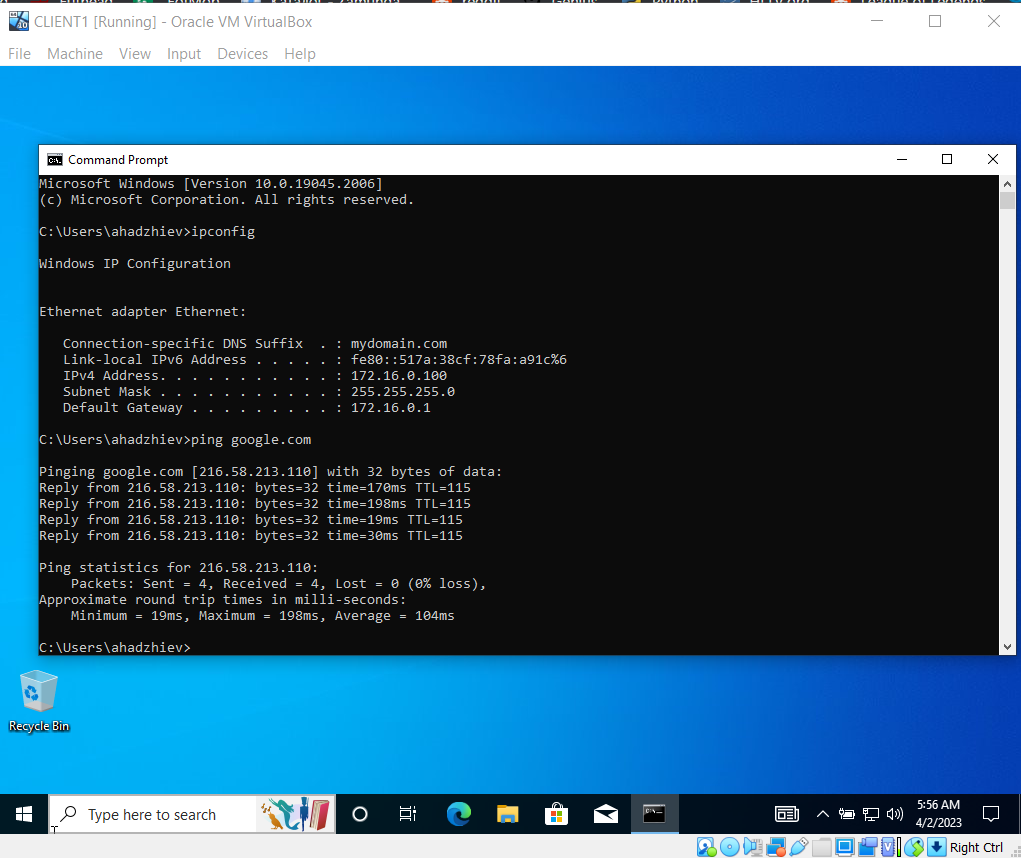 CLIENT1 [Running] - Oracle VM VirtualBox
File Machine View Input Devices Help
Command Prompt
Microsoft Windows [Version 10.0.19045.2006]
(c) Microsoft Corporation. All rights reserved.
C:\Users\ahadzhiev>ipconfig
Windows IP Configuration
Ethernet adapter Ethernet:
Connection-specific DNS Suffix . : mydomain.com
Link-local IPv6 Address . . . . . : fe80::517a:38cf:78fa:a91c%6
IPv4 Address. . . . . . . . . . . : 172.16.0.100
Subnet Mask . . . . . . . . . . . : 255.255.255.0
Default Gateway . . . . . . . . . : 172.16.0.1
C:\Users\ahadzhiev>ping google.com
Pinging google.com [216.58.213.110] with 32 bytes of data:
Reply from 216.58.213.110: bytes=32 time=170ms TTL=115
Reply from 216.58.213.110: bytes=32 time=198ms TTL=115
Reply from 216.58.213.110: bytes=32 time=19ms TTL=115
Reply from 216.58.213.110: bytes=32 time=30ms TTL=115
Ping statistics for 216.58.213.110:
Packets: Sent = 4, Received = 4, Lost = 0 (0% loss),
Approximate round trip times in milli-seconds:
Minimum = 19ms, Maximum = 198ms, Average = 104ms
C:\Users\ahadzhiev>
Recycle Bin
Type here to search
5:56 AM
4/2/2023
Right Ctrl